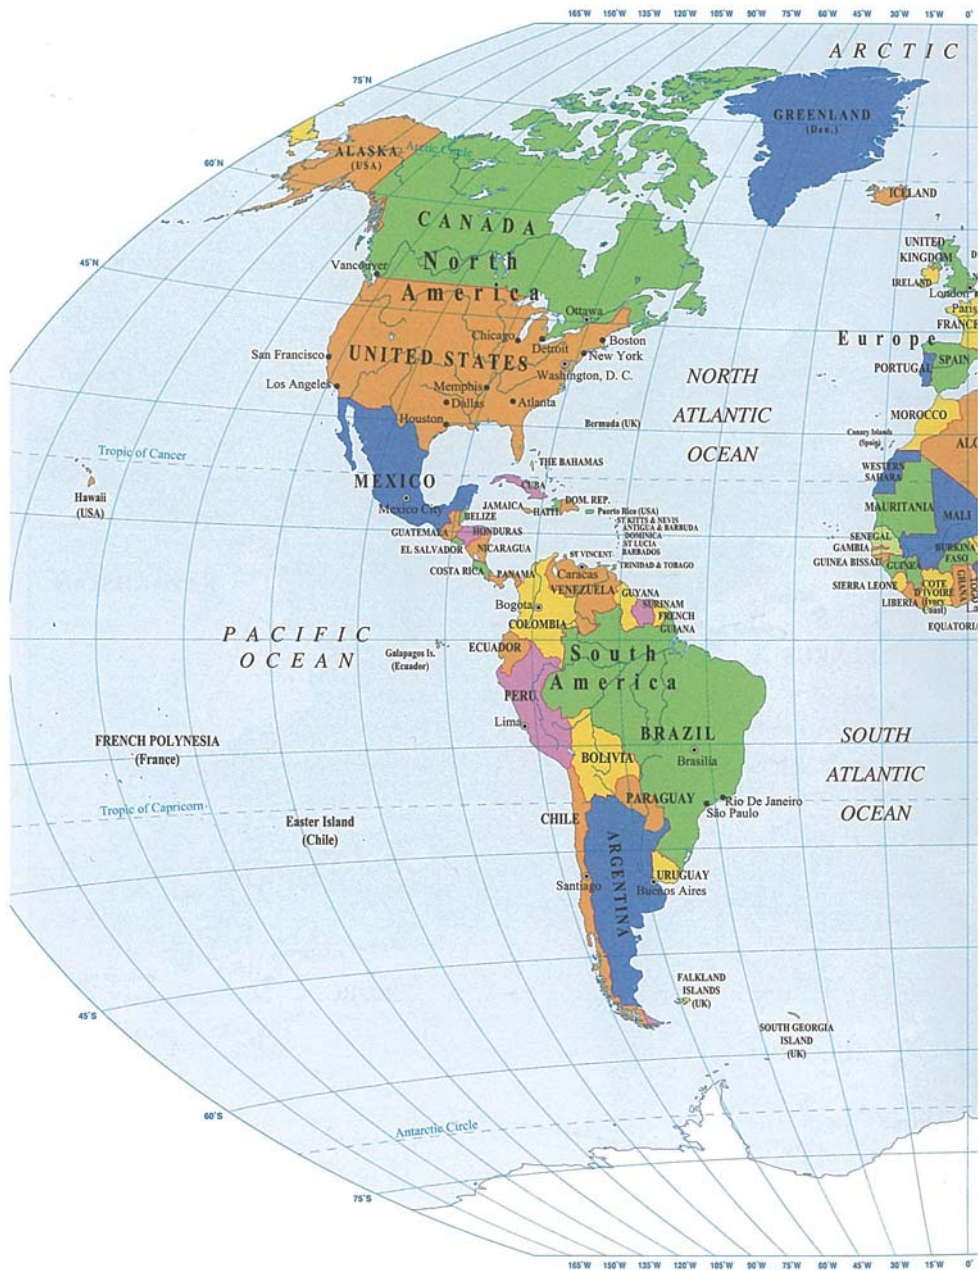 165°W 150°W 135°W 120°W 105°W 90°W 75°W 60°W 45°W 30°W 15°W 0°
ARCTIC
75°N
GREENLAND
(Den.)
ALASKA
(USA)
Arctic Circle
60°N
ICELAND
CANADA
UNITED
KINGDOM
North
America
45°N
Vancouver
IRELAND
London
Paris
FRANCE
Ottawa
Europe
Chicago
Detroit
Boston
New York
San Francisco
UNITED STATES
Washington, D. C.
PORTUGAL
SPAIN
Los Angeles
Memphis
Dallas
Atlanta
NORTH
ATLANTIC
OCEAN
Houston
Bermuda (UK)
MOROCCO
Canary Islands
(Spain)
Tropic of Cancer
THE BAHAMAS
WESTERN
SAHARA
Hawaii
(USA)
MEXICO
Mexico City
CUBA
JAMAICA
HAITI
DOM. REP.
Puerto Rico (USA)
MAURITANIA
MALI
BELIZE
ST KITTS & NEVIS
ANTIGUA & BARBUDA
DOMINICA
ST LUCIA
BARBADOS
GUATEMALA
HONDURAS
EL SALVADOR
NICARAGUA
ST VINCENT
TRINIDAD & TOBAGO
SENEGAL
GAMBIA
GUINEA BISSAU
GUINEA
BURKINA
FASO
COSTA RICA
PANAMA
Caracas
VENEZUELA
GUYANA
SURINAM
FRENCH
GUIANA
SIERRA LEONE
LIBERIA
COTE
D'IVOIRE
(Ivory
Coast)
GHANA
TOGO
EQUATORIA
Bogota
COLOMBIA
PACIFIC
OCEAN
Galapagos Is.
(Ecuador)
ECUADOR
South
America
PERU
Lima
BRAZIL
Brasilia
SOUTH
ATLANTIC
OCEAN
FRENCH POLYNESIA
(France)
BOLIVIA
Tropic of Capricorn
PARAGUAY
Rio De Janeiro
São Paulo
Easter Island
(Chile)
CHILE
ARGENTINA
URUGUAY
Santiago
Buenos Aires
FALKLAND
ISLANDS
(UK)
45°S
SOUTH GEORGIA
ISLAND
(UK)
60°S
Antarctic Circle
75°S
165°W 150°W 135°W 120°W 105°W 90°W 75°W 60°W 45°W 30°W 15°W 0°